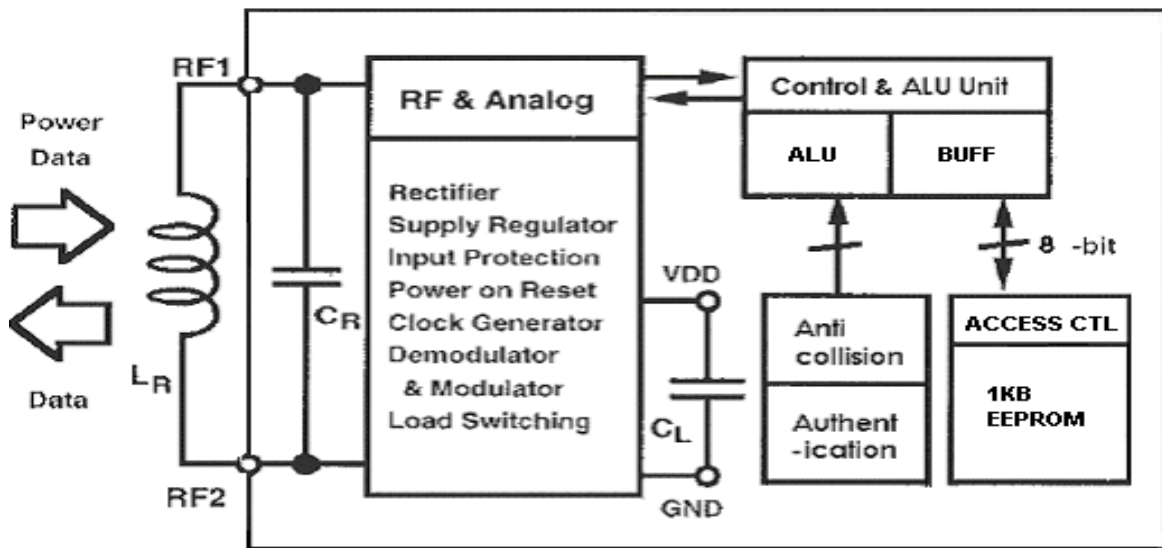 Power
Data
Data
RF1
RF2
LR
CR
RF & Analog
Rectifier
Supply Regulator
Input Protection
Power on Reset
Clock Generator
Demodulator
& Modulator
Load Switching
VDD
CL
GND
Control & ALU Unit
ALU
BUFF
8 -bit
Anti
collision
Authent
-ication
ACCESS CTL
1KB
EEPROM